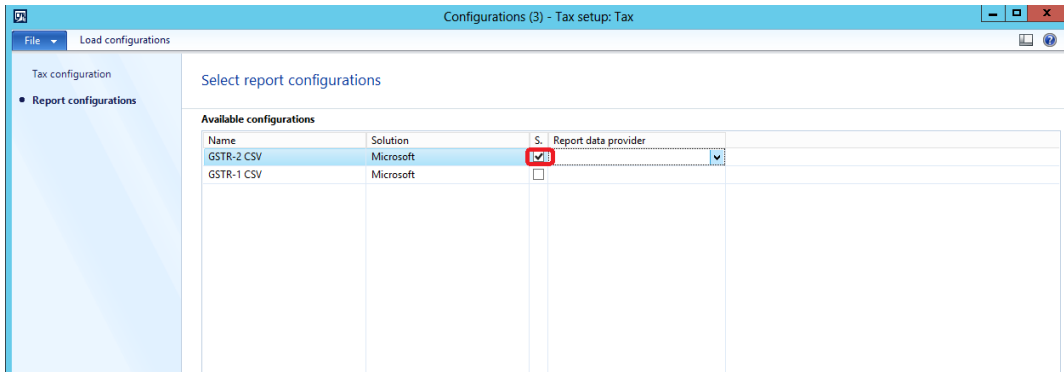 Configurations (3) - Tax setup: Tax
File Load configurations
Tax configuration
Report configurations
Select report configurations
Available configurations
Name Solution S. Report data provider
GSTR-2 CSV Microsoft
GSTR-1 CSV Microsoft